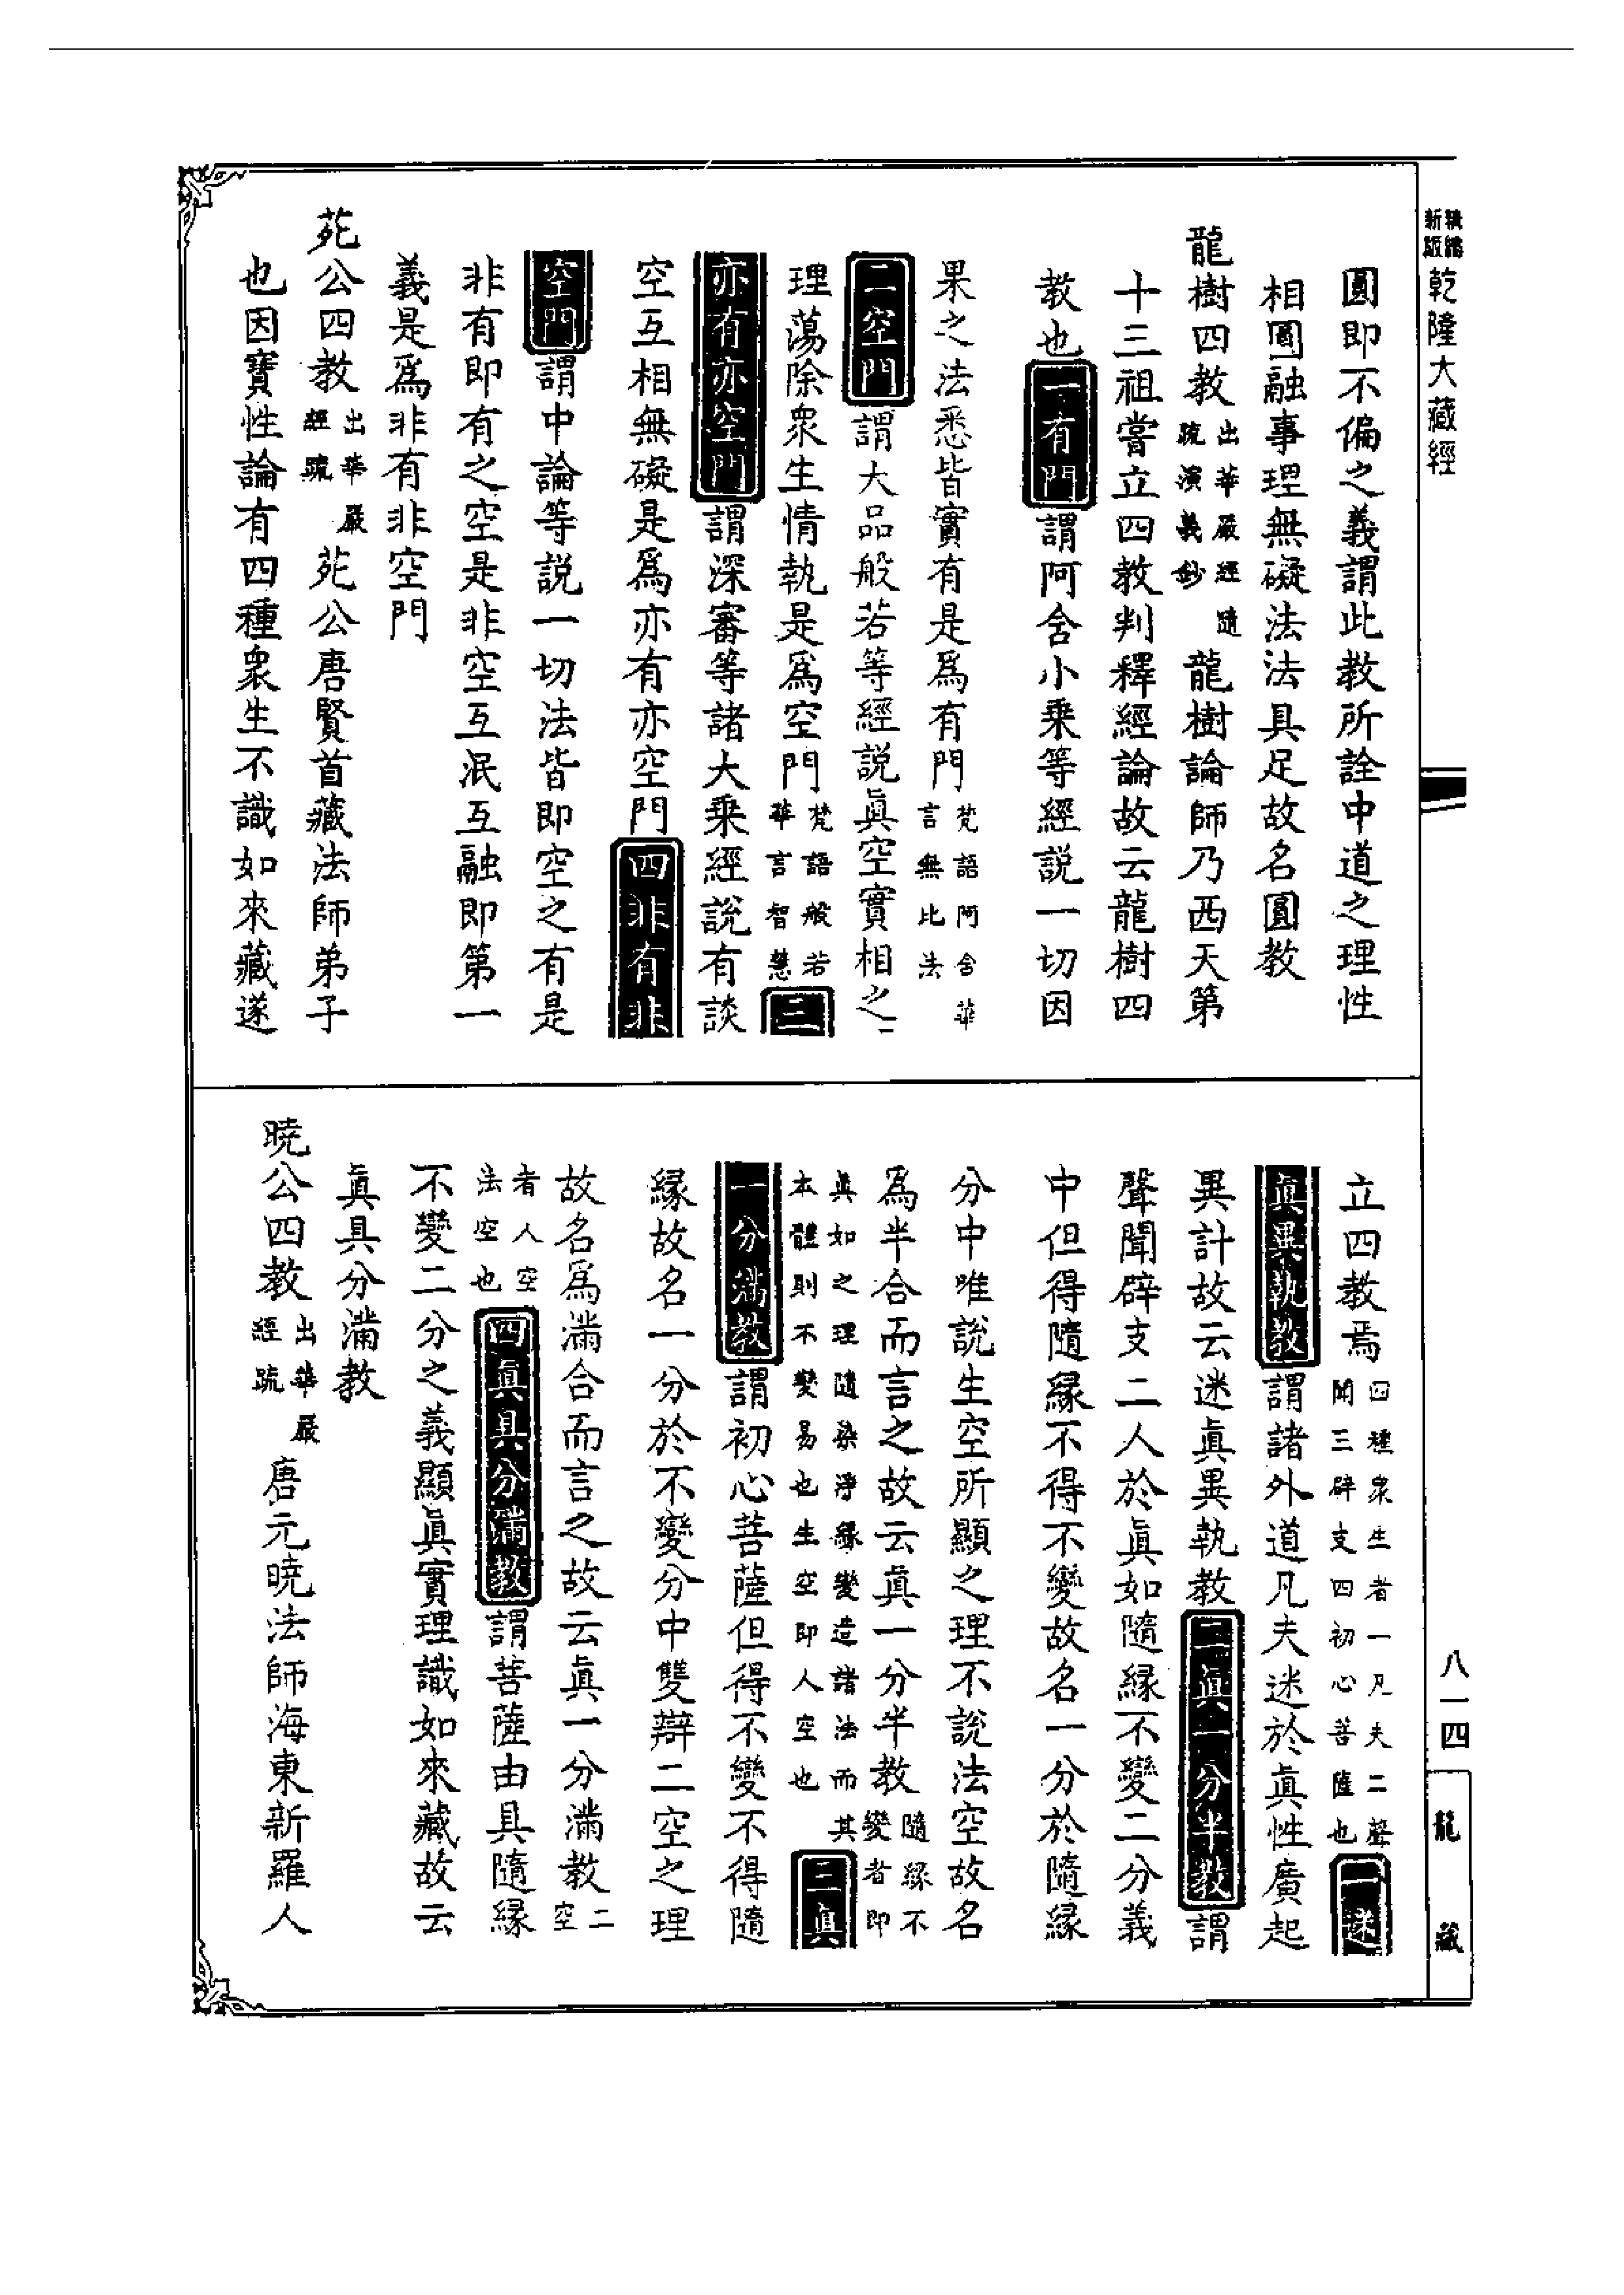 新編縮版
乾隆大藏經
圓即不偏之義謂此教所詮中道之理性
相圓融事理無礙法法具足故名圓教
龍樹四教出華嚴經隨疏演義鈔龍樹論師乃西天第
十三祖嘗立四教判釋經論故云龍樹四
教也一有門謂阿含小乘等經説一切因
果之法悉皆實有是爲有門梵語阿含華言無比法
二空門謂大品般若等經説眞空實相之
理蕩除衆生情執是爲空門梵語般若華言智慧三
亦有亦空門謂深審等諸大乘經説有談
空互相無礙是爲亦有亦空門四非有非
空門謂中論等説一切法皆即空之有是
非有即有之空是非空互泯互融即第一
義是爲非有非空門
苑公四教出華嚴經疏苑公唐賢首藏法師弟子
也因寶性論有四種衆生不識如來藏遂
立四教焉四種衆生者一凡夫二聲聞三辟支四初心菩薩也一迷
眞異執教謂諸外道凡夫迷於眞性廣起
異計故云迷眞異執教二眞一分半教謂
聲聞辟支二人於眞如隨緣不變二分義
中但得隨緣不得不變故名一分於隨緣
分中唯說生空所顯之理不説法空故名
爲半合而言之故云眞一分半教隨緣不變者即
眞如之理隨染淨緣變造諸法而其本體則不變易也生空即人空也三眞
一分滿教謂初心菩薩但得不變不得隨
緣故名一分於不變分中雙辯二空之理
故名爲滿合而言之故云眞一分滿教二空
者人空法空也四眞具分滿教謂菩薩由具隨緣
不變二分之義顯眞實理識如來藏故云
眞具分滿教
曉公四教出華嚴經疏唐元曉法師海東新羅人
八一四
龍藏